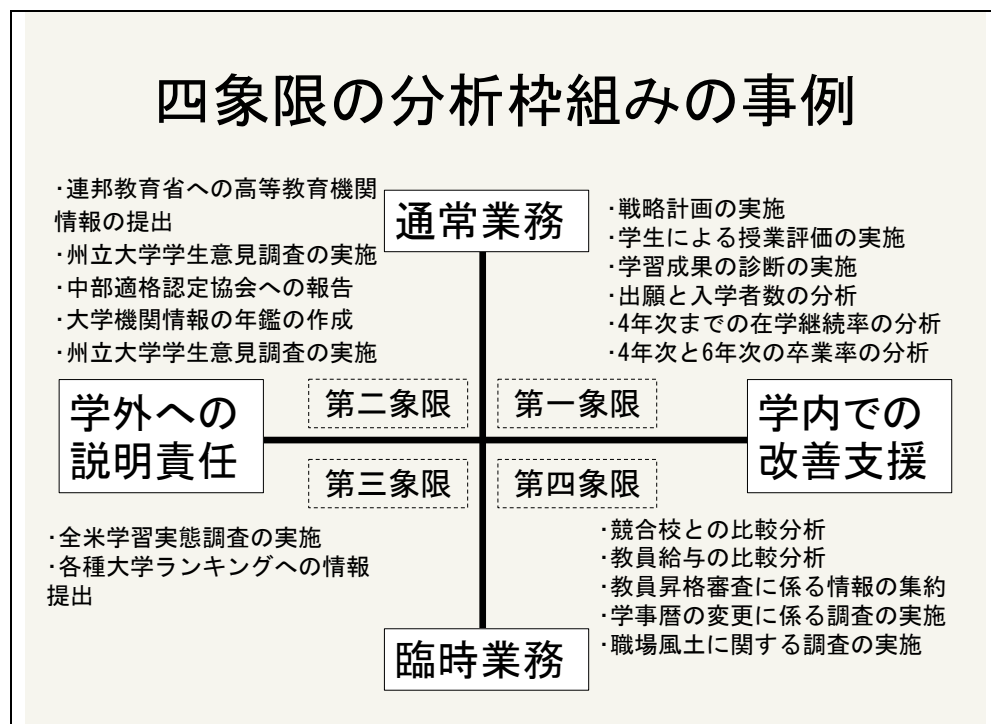 四象限の分析枠組みの事例
・連邦教育省への高等教育機関
情報の提出
・州立大学学生意見調査の実施
・中部適格認定協会への報告
・大学機関情報の年鑑の作成
・州立大学学生意見調査の実施
通常業務
・戦略計画の実施
・学生による授業評価の実施
・学習成果の診断の実施
・出願と入学者数の分析
・4年次までの在学継続率の分析
・4年次と6年次の卒業率の分析
学外への
説明責任
第二象限
第一象限
学内での
改善支援
第三象限
第四象限
・全米学習実態調査の実施
・各種大学ランキングへの情報
提出
臨時業務
・競合校との比較分析
・教員給与の比較分析
・教員昇格審査に係る情報の集約
・学事暦の変更に係る調査の実施
・職場風土に関する調査の実施